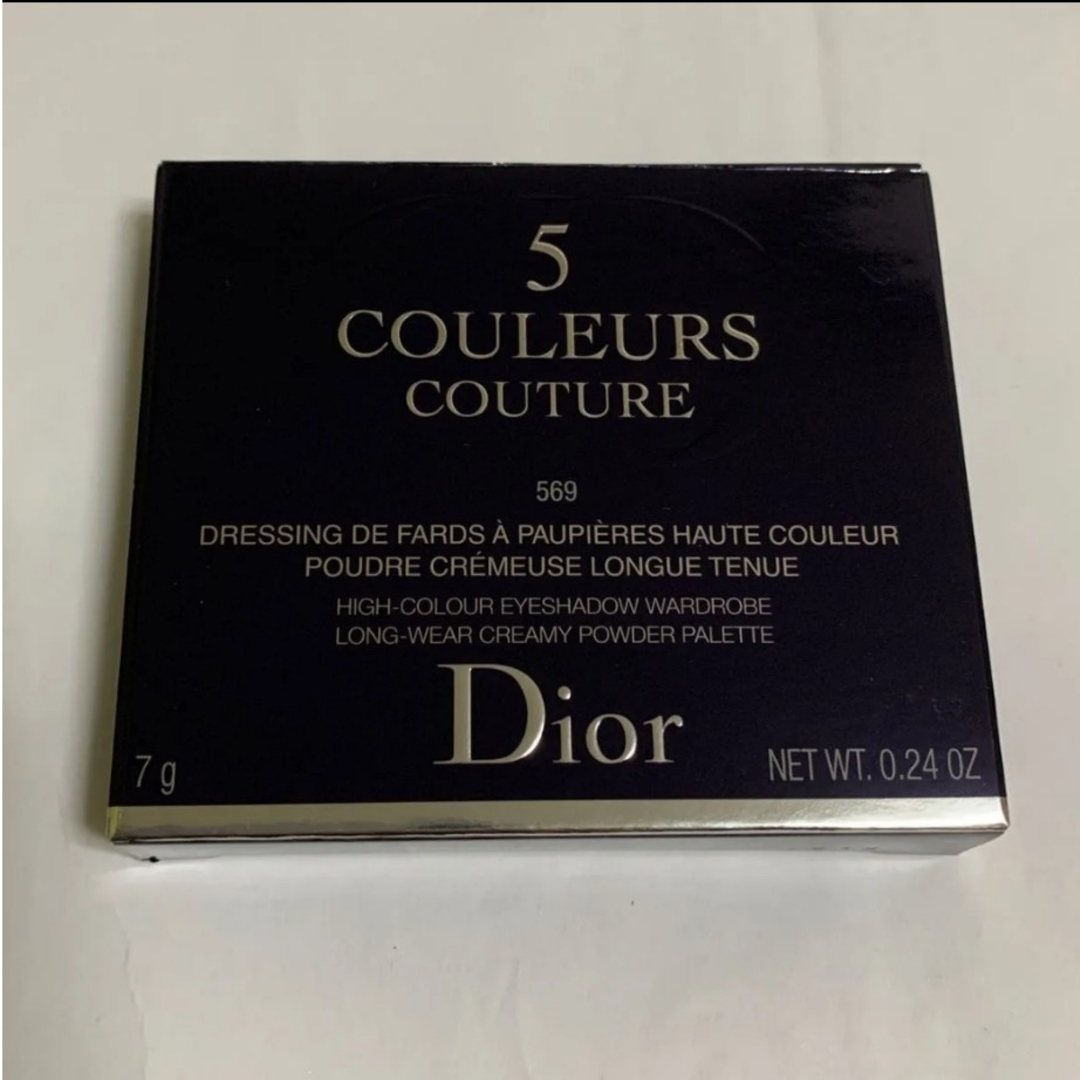 5
COULEURS
COUTURE
569
DRESSING DE FARDS À PAUPIÈRES HAUTE COULEUR
POUDRE CRÉMEUSE LONGUE TENUE
HIGH-COLOUR EYESHADOW WARDROBE
LONG-WEAR CREAMY POWDER PALETTE
Dior
7 g NET WT. 0.24 OZ